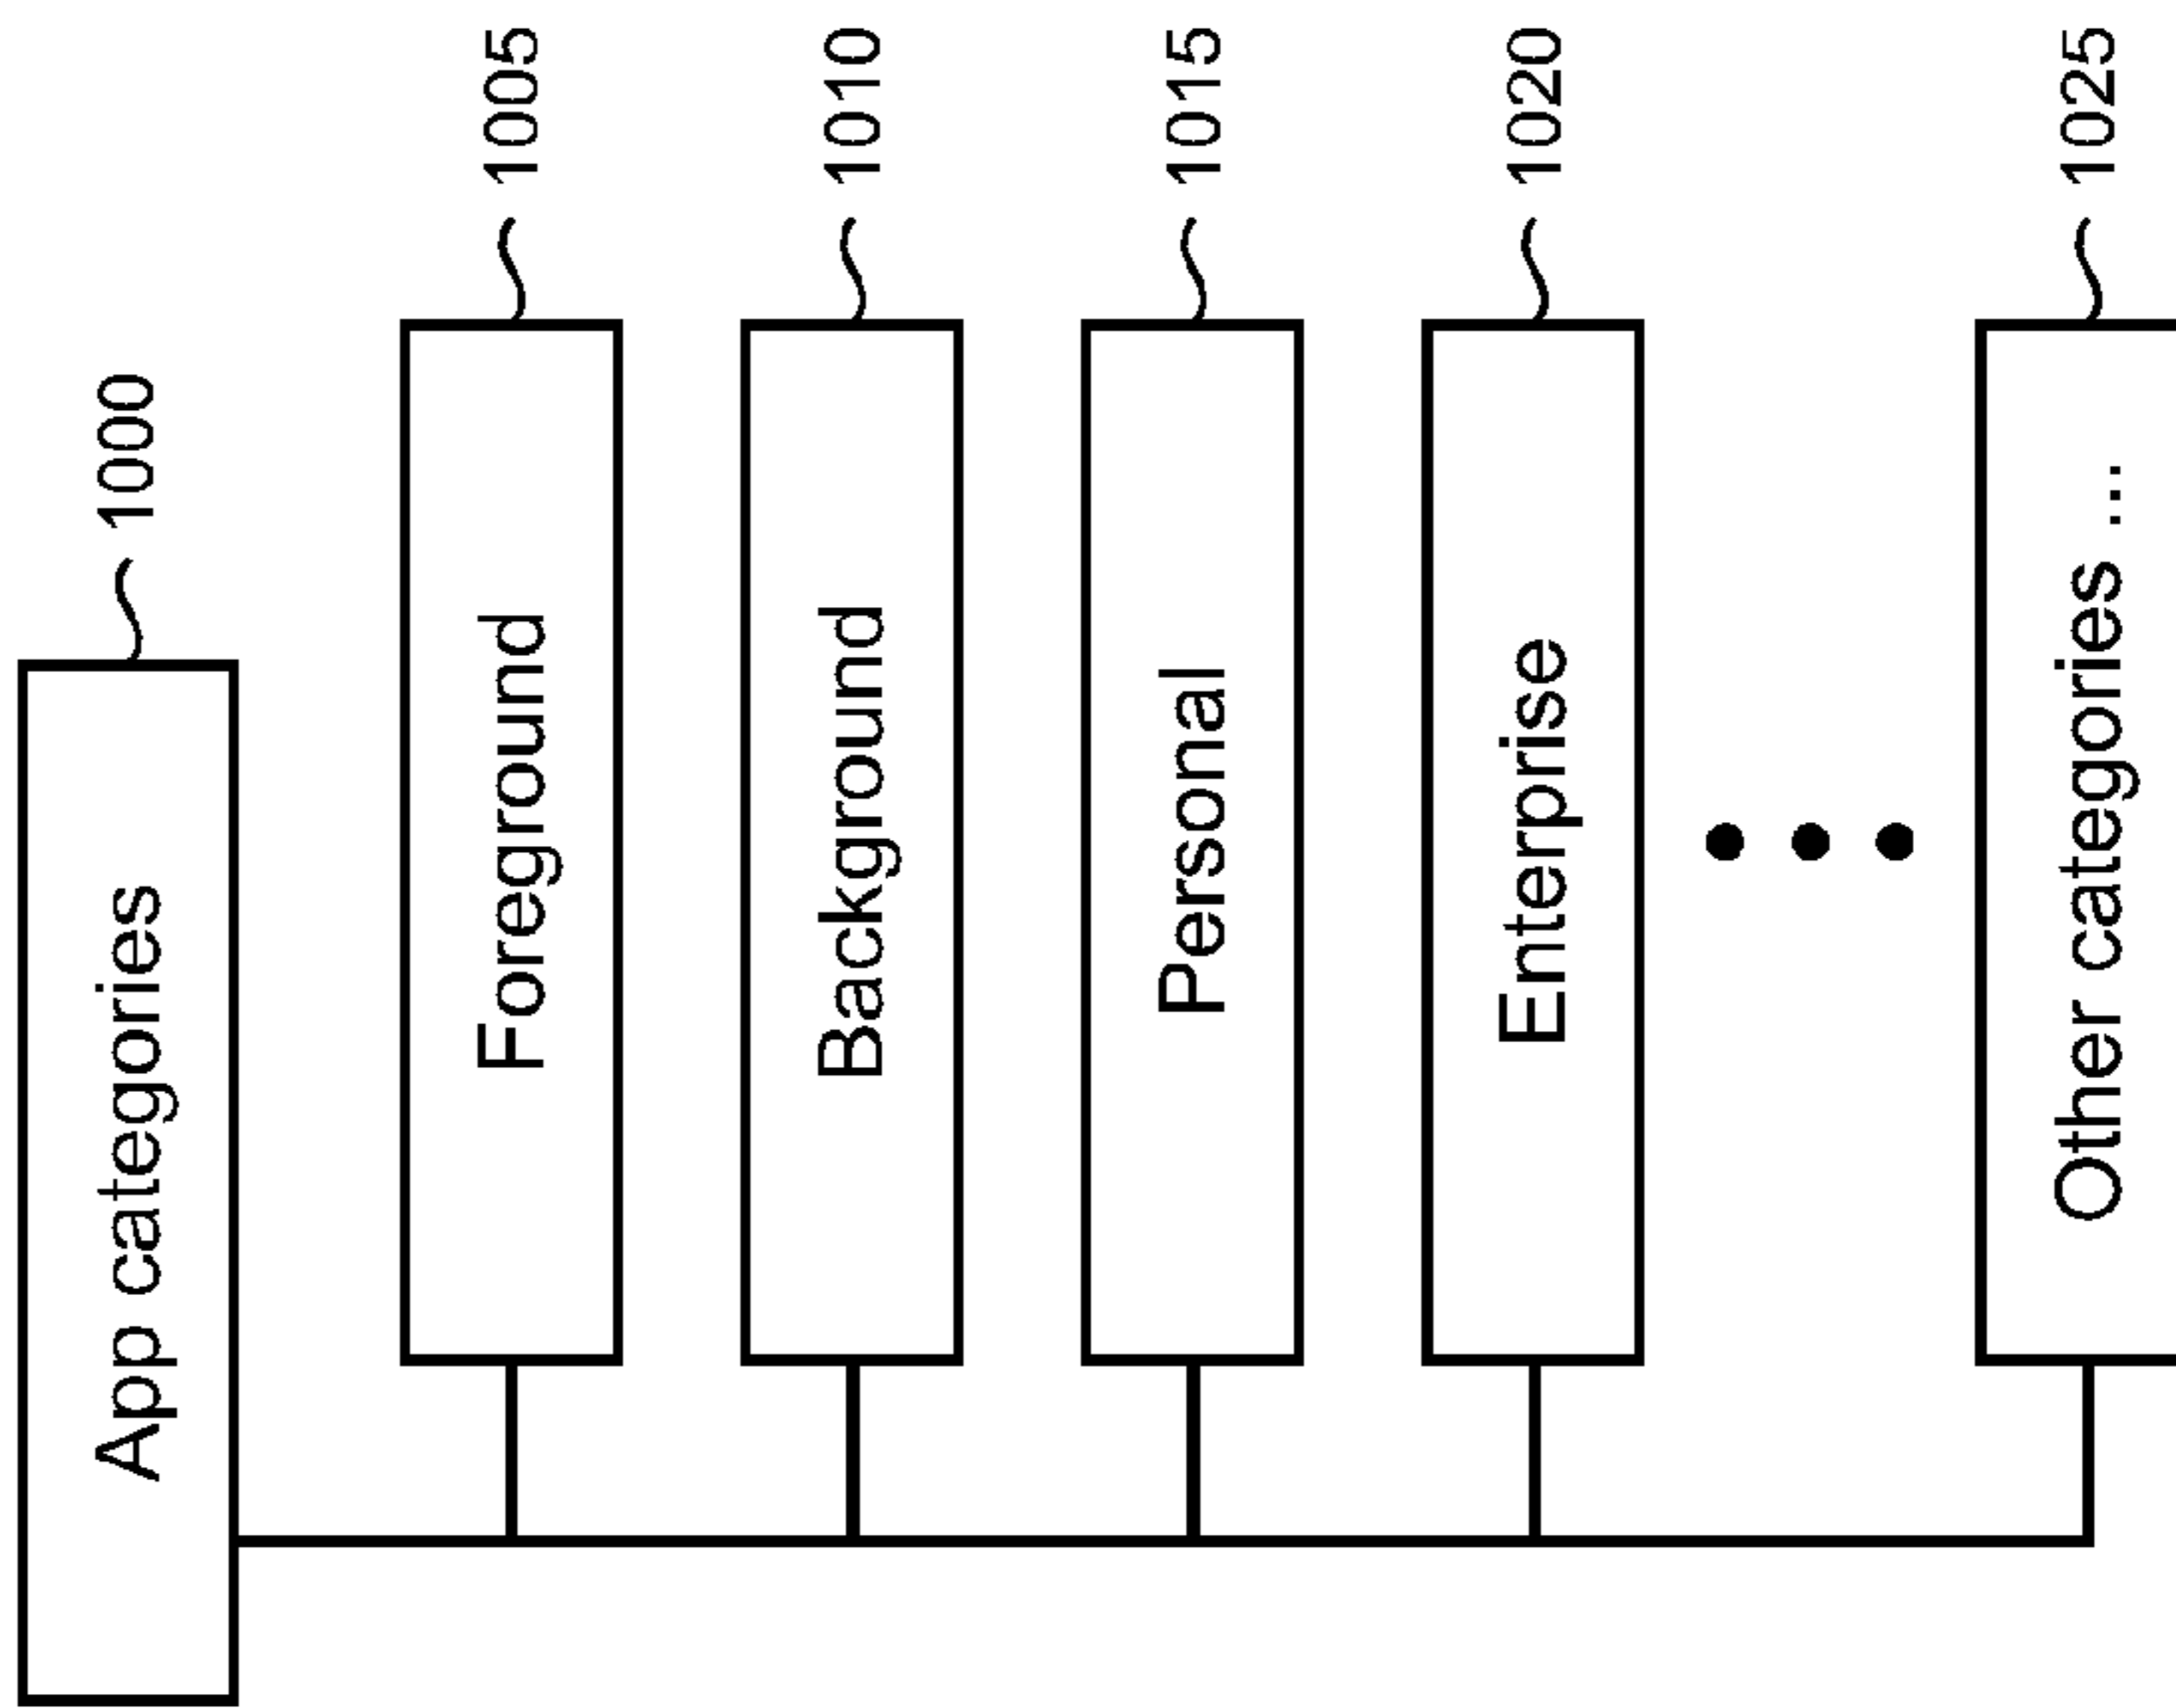 App categories 1000
Foreground 1005
Background 1010
Personal 1015
Enterprise 1020
Other categories ... 1025